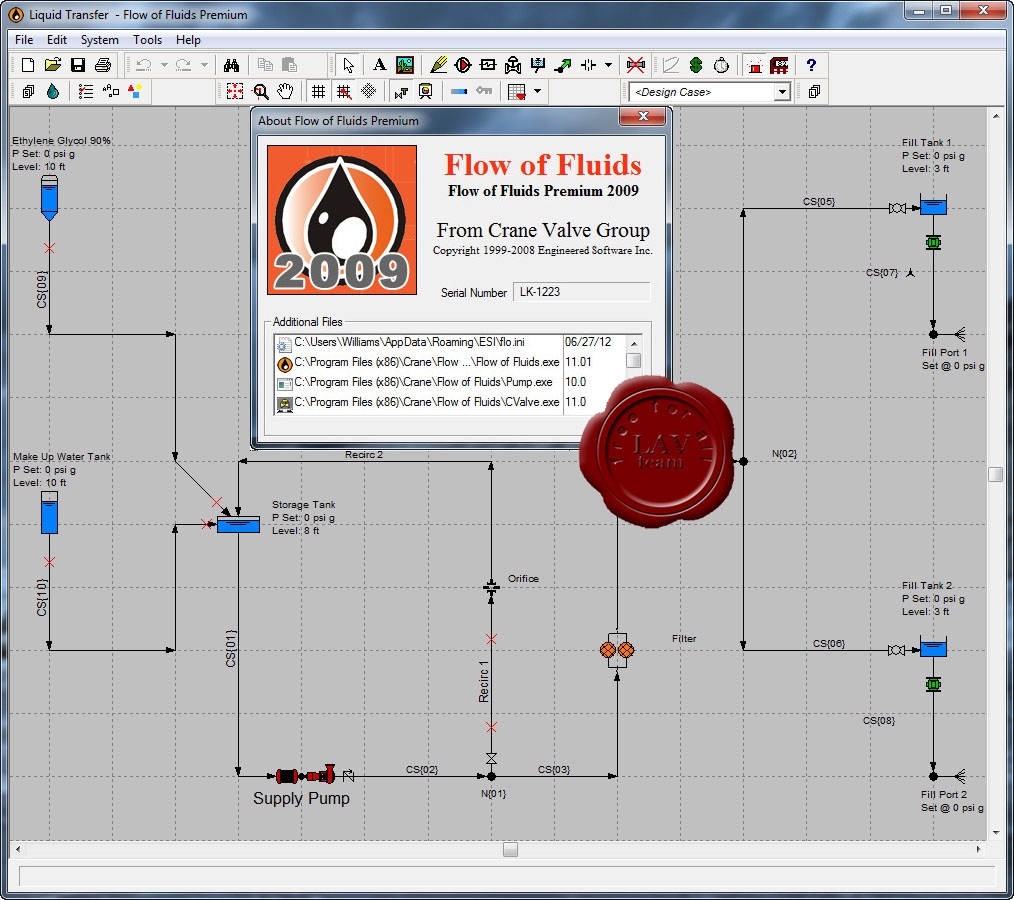 Liquid Transfer - Flow of Fluids Premium
File Edit System Tools Help
A
$
?
<Design Case>
About Flow of Fluids Premium
2009
Flow of Fluids
Flow of Fluids Premium 2009
From Crane Valve Group
Copyright 1999-2008 Engineered Software Inc.
Serial Number LK-1223
Additional Files
C:\Users\Williams\AppData\Roaming\ESI\flo.ini 06/27/12
C:\Program Files (x86)\Crane\Flow ...\Flow of Fluids.exe 11.01
C:\Program Files (x86)\Crane\Flow of Fluids\Pump.exe 10.0
C:\Program Files (x86)\Crane\Flow of Fluids\CValve.exe 11.0
free for all
LAV
team
Ethylene Glycol 90%
P Set: 0 psi g
Level: 10 ft
CS{09}
Make Up Water Tank
P Set: 0 psi g
Level: 10 ft
CS{10}
Storage Tank
P Set: 0 psi g
Level: 8 ft
CS{01}
Supply Pump
CS{02}
N{01}
CS{03}
Recirc 1
Orifice
Recirc 2
Filter
N{02}
CS{05}
Fill Tank 1
P Set: 0 psi g
Level: 3 ft
CS{07}
Fill Port 1
Set @ 0 psi g
CS{06}
Fill Tank 2
P Set: 0 psi g
Level: 3 ft
CS{08}
Fill Port 2
Set @ 0 psi g